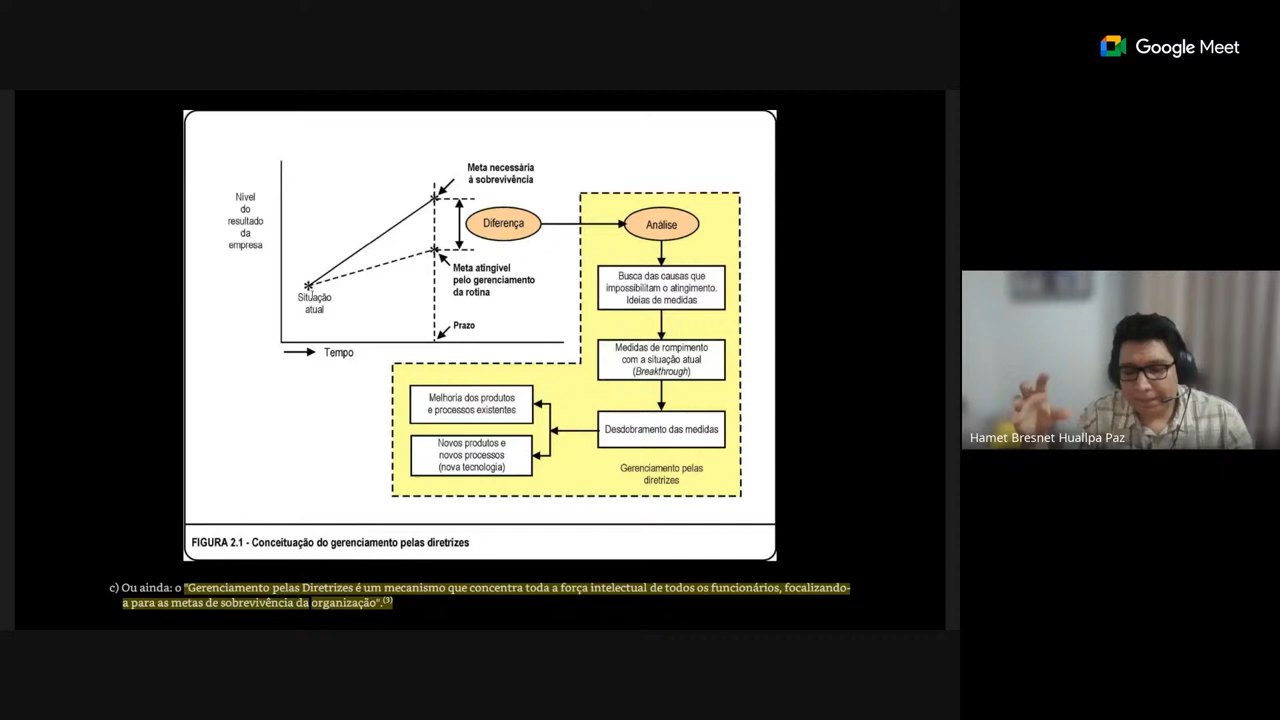 Google Meet
Meta necessária
à sobrevivência
Nível
do
resultado
da
empresa
Diferença
Análise
Meta atingível
pelo gerenciamento
da rotina
Situação
atual
Prazo
Tempo
Busca das causas que
impossibilitam o atingimento.
Ideias de medidas
Medidas de rompimento
com a situação atual
(Breakthrough)
Desdobramento das medidas
Melhoria dos produtos
e processos existentes
Novos produtos e
novos processos
(nova tecnologia)
Gerenciamento pelas
diretrizes
FIGURA 2.1 - Conceituação do gerenciamento pelas diretrizes
c) Ou ainda: o "Gerenciamento pelas Diretrizes é um mecanismo que concentra toda a força intelectual de todos os funcionários, focalizando-
a para as metas de sobrevivência da organização".(3)
Hamet Bresnet Huallpa Paz